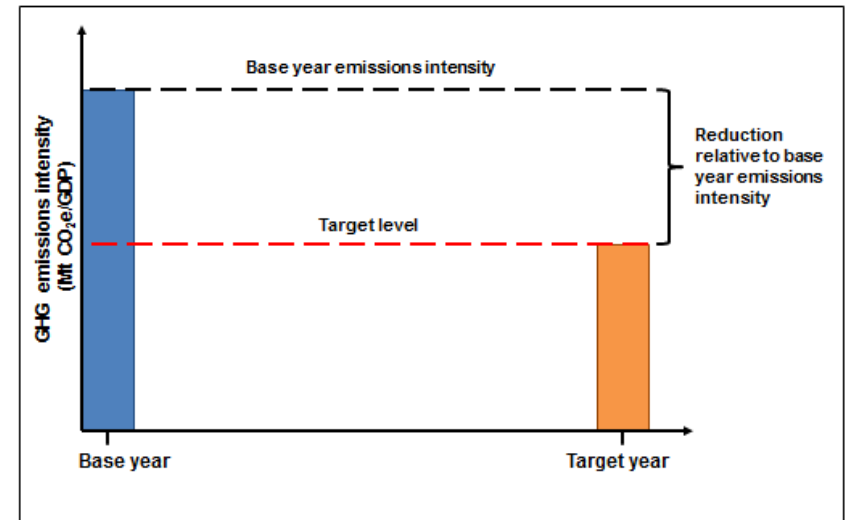 Base year emissions intensity
Reduction
relative to base
year emissions
intensity
Target level
GHG emissions intensity
(Mt CO₂e/GDP)
Base year
Target year